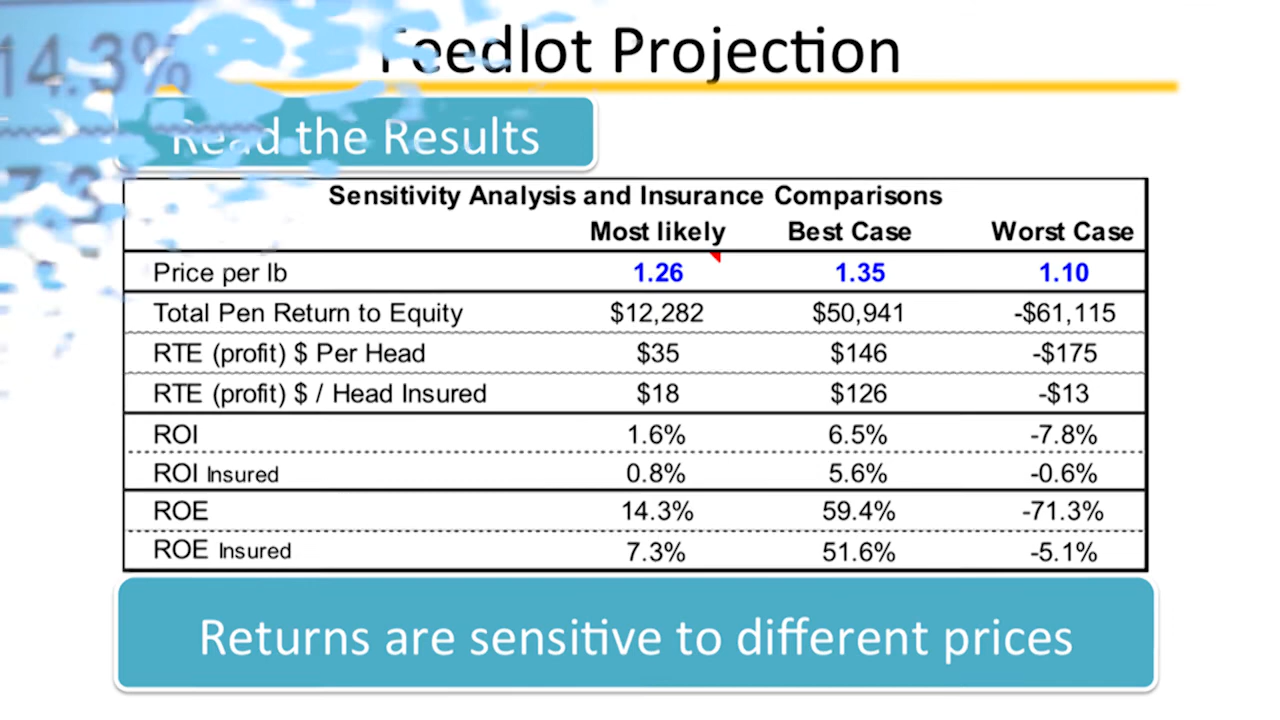 14.3%
Feedlot Projection
Read the Results
7.3
Sensitivity Analysis and Insurance Comparisons
Most likely Best Case Worst Case
Price per lb 1.26 1.35 1.10
Total Pen Return to Equity $12,282 $50,941 -$61,115
RTE (profit) $ Per Head $35 $146 -$175
RTE (profit) $ / Head Insured $18 $126 -$13
ROI 1.6% 6.5% -7.8%
ROI Insured 0.8% 5.6% -0.6%
ROE 14.3% 59.4% -71.3%
ROE Insured 7.3% 51.6% -5.1%
Returns are sensitive to different prices